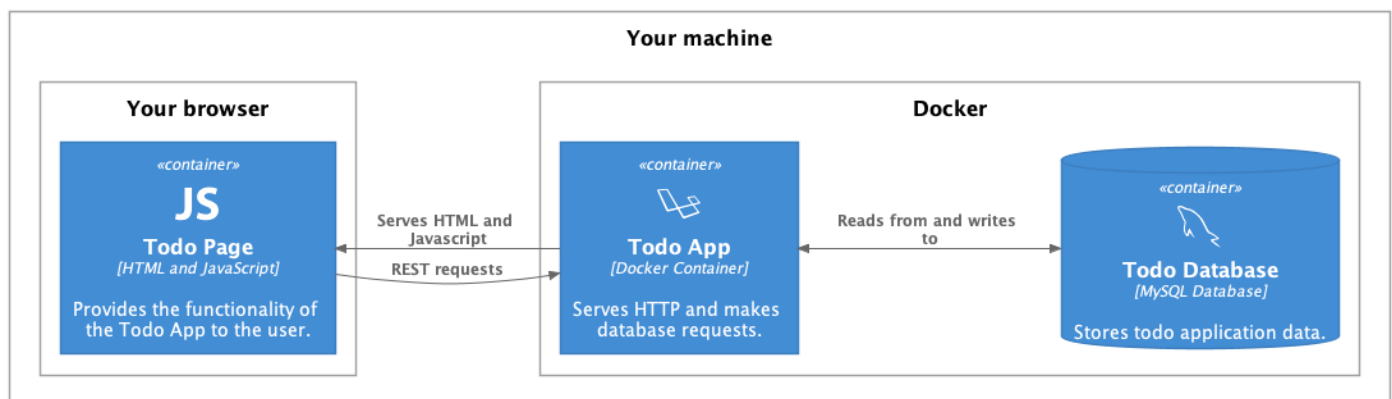 Your machine
Your browser
«container»
JS
Todo Page
[HTML and JavaScript]
Provides the functionality of
the Todo App to the user.
Serves HTML and
Javascript
REST requests
Docker
«container»
Todo App
[Docker Container]
Serves HTTP and makes
database requests.
Reads from and writes
to
«container»
Todo Database
[MySQL Database]
Stores todo application data.